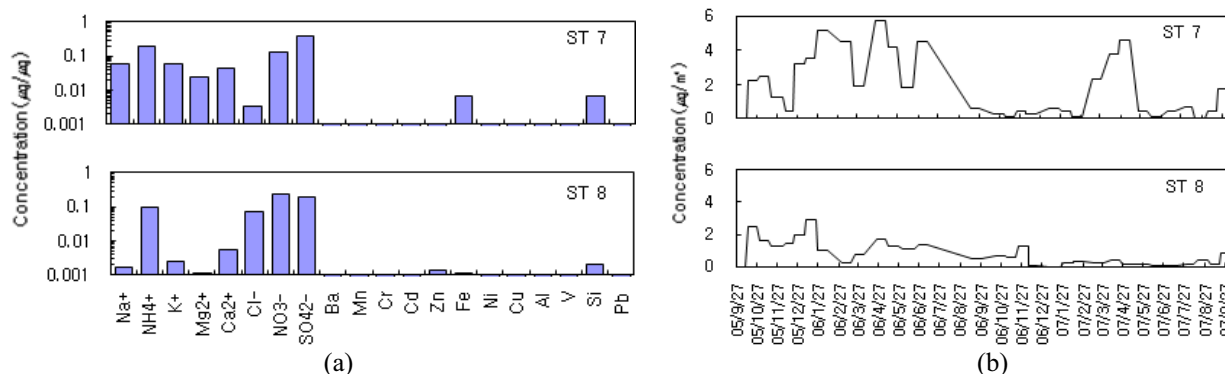 Concentration(㎍/㎍)
1
0.1
0.01
0.001
ST 7
1
0.1
0.01
0.001
ST 8
Na+
NH4+
K+
Mg2+
Ca2+
Cl-
NO3-
SO42-
Ba
Mn
Cr
Cd
Zn
Fe
Ni
Cu
Al
V
Si
Pb
(a)
Concentration(㎍/㎥)
6
4
2
0
ST 7
6
4
2
0
ST 8
05/9/27
05/10/27
05/11/27
05/12/27
06/1/27
06/2/27
06/3/27
06/4/27
06/5/27
06/6/27
06/7/27
06/8/27
06/9/27
06/10/27
06/11/27
06/12/27
07/1/27
07/2/27
07/3/27
07/4/27
07/5/27
07/6/27
07/7/27
07/8/27
(b)